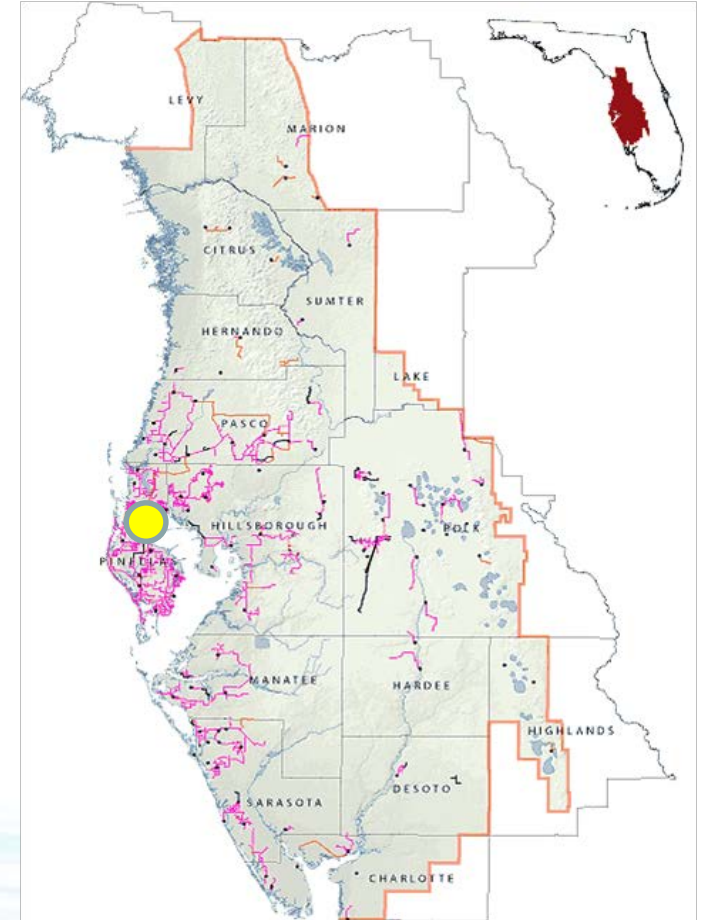 LEVY
MARION
CITRUS
SUMTER
HERNANDO
LAKE
PASCO
HILLSBOROUGH
POLK
PINELLAS
MANATEE
HARDEE
HIGHLANDS
DESOTO
SARASOTA
CHARLOTTE